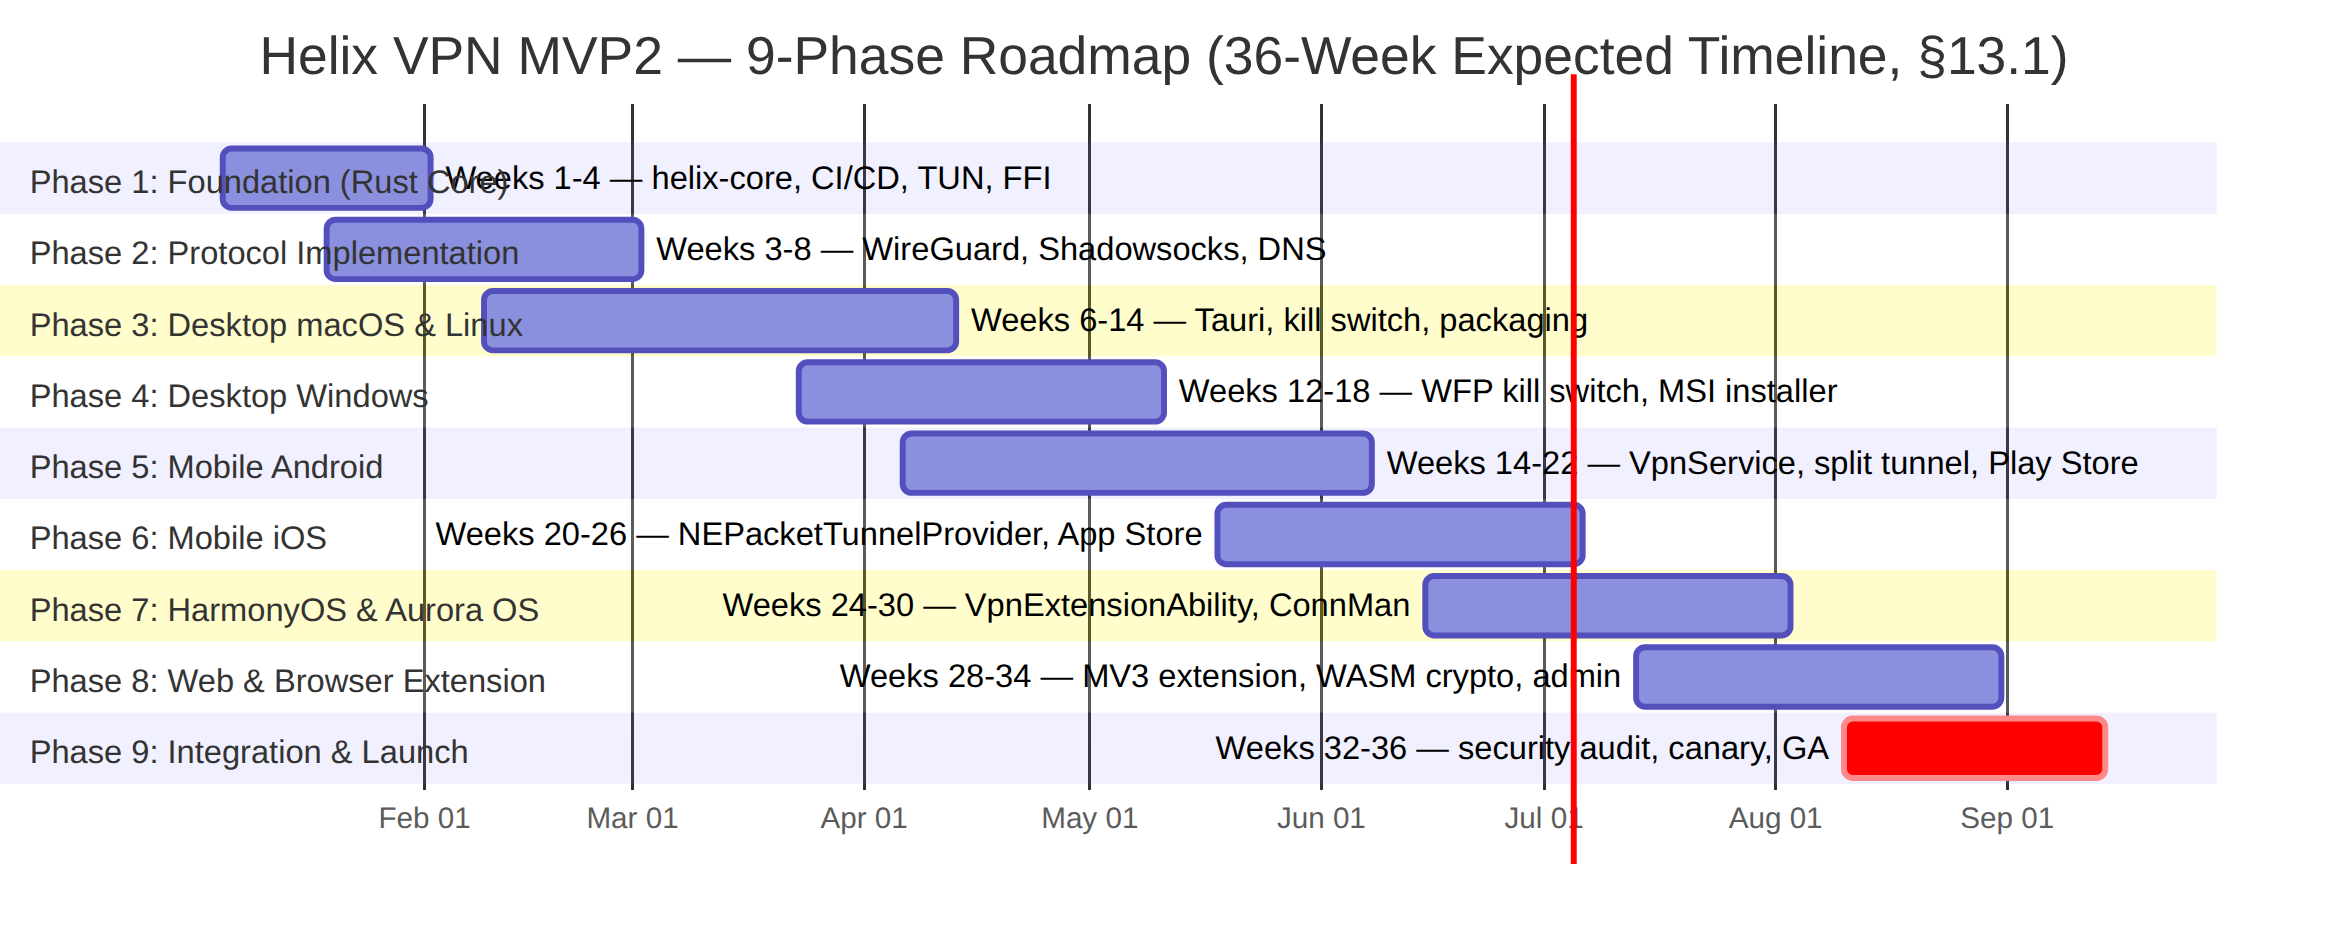 Helix VPN MVP2 — 9-Phase Roadmap (36-Week Expected Timeline, §13.1)
Phase 1: Foundation (Rust Core)
Weeks 1-4 — helix-core, CI/CD, TUN, FFI
Phase 2: Protocol Implementation
Weeks 3-8 — WireGuard, Shadowsocks, DNS
Phase 3: Desktop macOS & Linux
Weeks 6-14 — Tauri, kill switch, packaging
Phase 4: Desktop Windows
Weeks 12-18 — WFP kill switch, MSI installer
Phase 5: Mobile Android
Weeks 14-22 — VpnService, split tunnel, Play Store
Phase 6: Mobile iOS
Weeks 20-26 — NEPacketTunnelProvider, App Store
Phase 7: HarmonyOS & Aurora OS
Weeks 24-30 — VpnExtensionAbility, ConnMan
Phase 8: Web & Browser Extension
Weeks 28-34 — MV3 extension, WASM crypto, admin
Phase 9: Integration & Launch
Weeks 32-36 — security audit, canary, GA
Feb 01
Mar 01
Apr 01
May 01
Jun 01
Jul 01
Aug 01
Sep 01